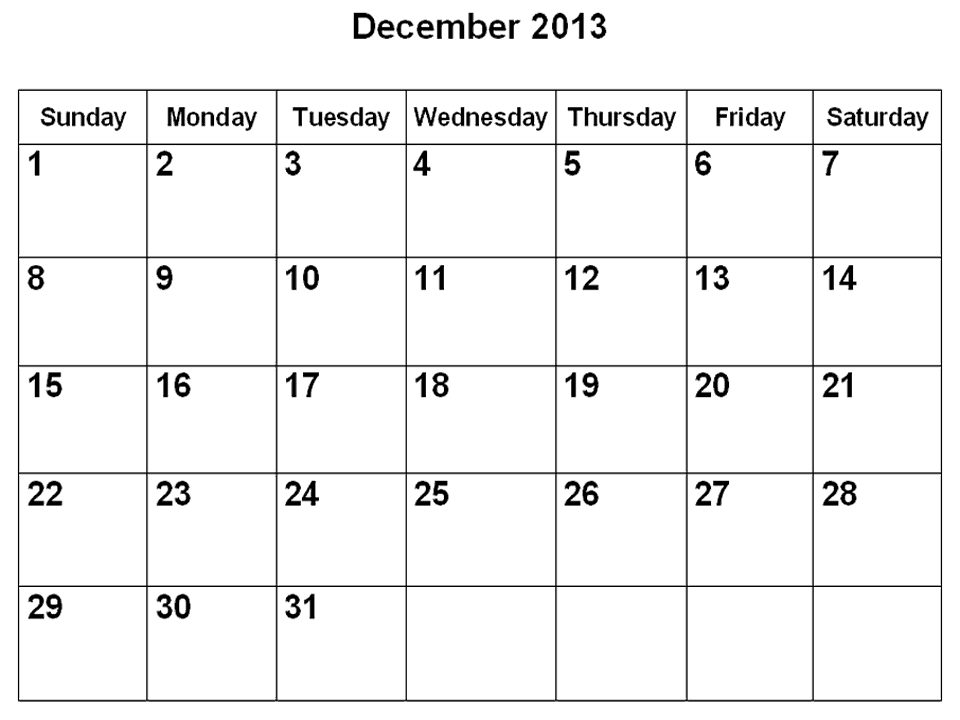 December 2013
Sunday Monday Tuesday Wednesday Thursday Friday Saturday
1 2 3 4 5 6 7
8 9 10 11 12 13 14
15 16 17 18 19 20 21
22 23 24 25 26 27 28
29 30 31